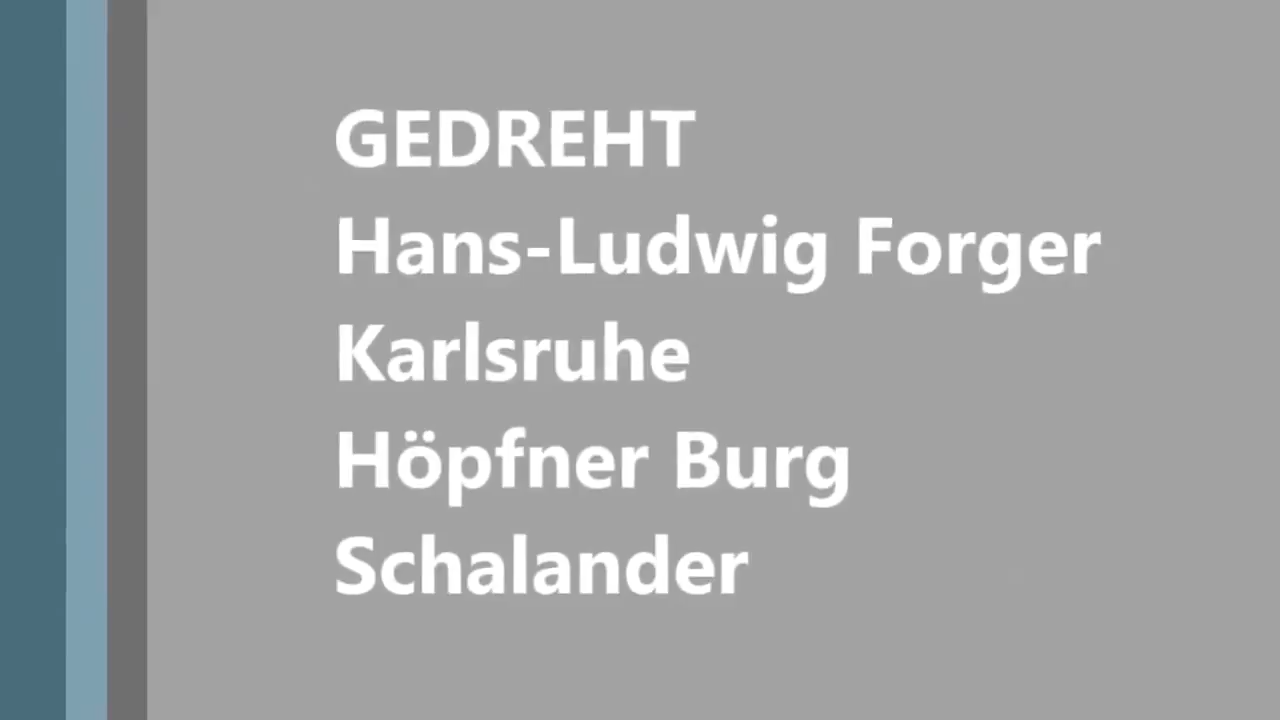 GEDREHT
Hans-Ludwig Forger
Karlsruhe
Höpfner Burg
Schalander